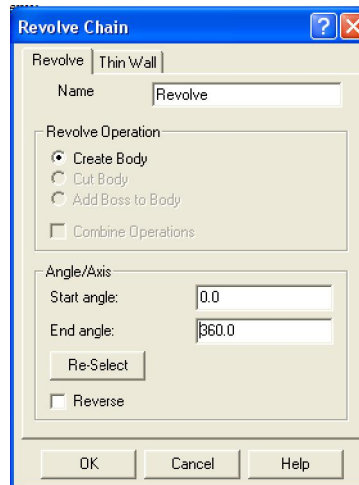 Revolve Chain
Revolve Thin Wall
Name Revolve
Revolve Operation
Create Body
Cut Body
Add Boss to Body
Combine Operations
Angle/Axis
Start angle: 0.0
End angle: 360.0
Re-Select
Reverse
OK Cancel Help